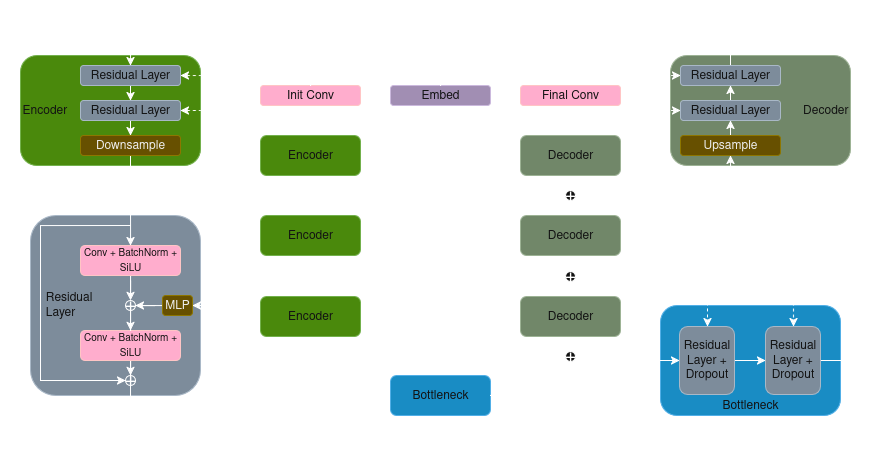 Residual Layer
Encoder
Residual Layer
Downsample
Init Conv
Embed
Final Conv
Encoder
Decoder
Encoder
Decoder
Encoder
Decoder
Bottleneck
Residual Layer
Residual Layer
Decoder
Upsample
Conv + BatchNorm +
SiLU
Residual
Layer
MLP
Conv + BatchNorm +
SiLU
Residual
Layer +
Dropout
Residual
Layer +
Dropout
Bottleneck